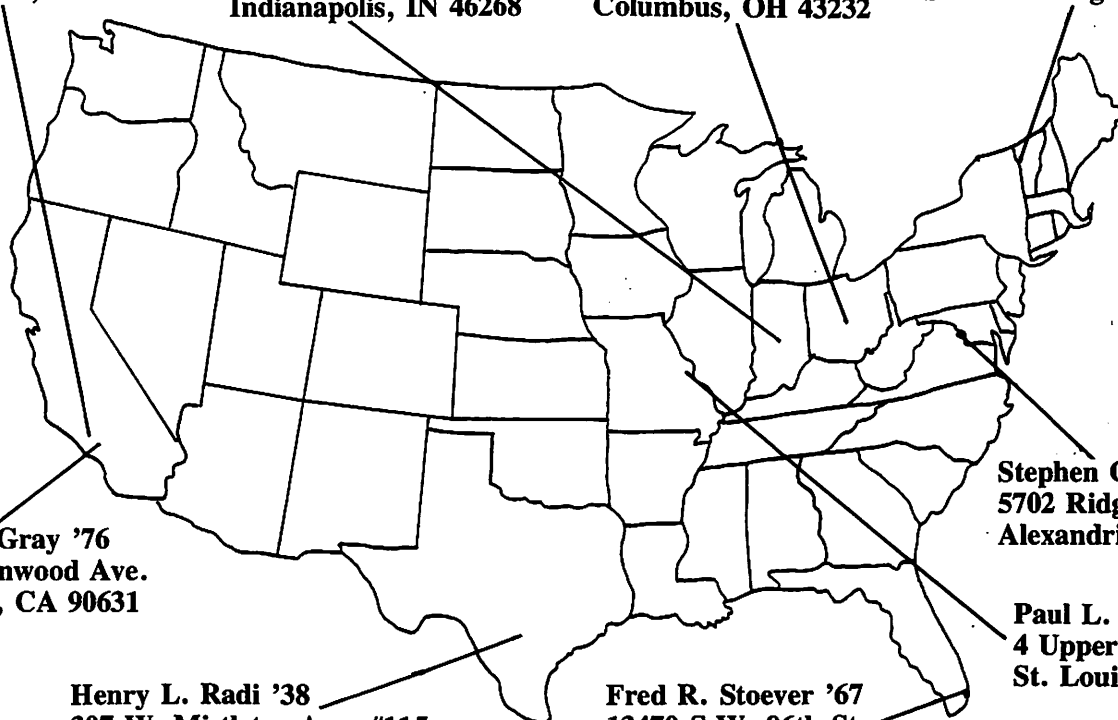 Indianapolis, IN 46268
Columbus, OH 43232
Gray '76
nwood Ave.
, CA 90631
Stephen
5702 Ridg
Alexandri
Paul L.
4 Upper
St. Loui
Henry L. Radi '38
Fred R. Stoever '67